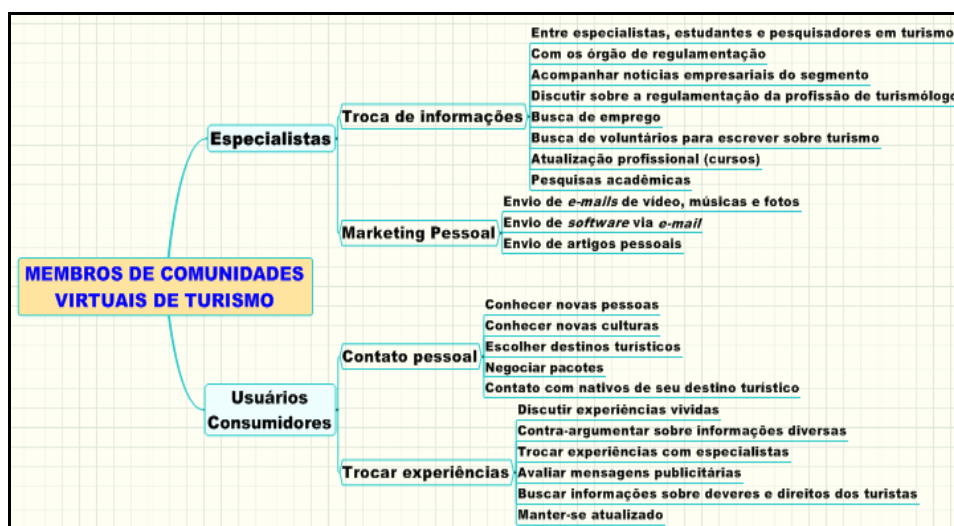 MEMBROS DE COMUNIDADES
VIRTUAIS DE TURISMO
Especialistas
Troca de informações
Entre especialistas, estudantes e pesquisadores em turismo
Com os órgão de regulamentação
Acompanhar notícias empresariais do segmento
Discutir sobre a regulamentação da profissão de turismólogo
Busca de emprego
Busca de voluntários para escrever sobre turismo
Atualização profissional (cursos)
Pesquisas acadêmicas
Marketing Pessoal
Envio de e-mails de vídeo, músicas e fotos
Envio de software via e-mail
Envio de artigos pessoais
Usuários
Consumidores
Contato pessoal
Conhecer novas pessoas
Conhecer novas culturas
Escolher destinos turísticos
Negociar pacotes
Contato com nativos de seu destino turístico
Trocar experiências
Discutir experiências vividas
Contra-argumentar sobre informações diversas
Trocar experiências com especialistas
Avaliar mensagens publicitárias
Buscar informações sobre deveres e direitos dos turistas
Manter-se atualizado